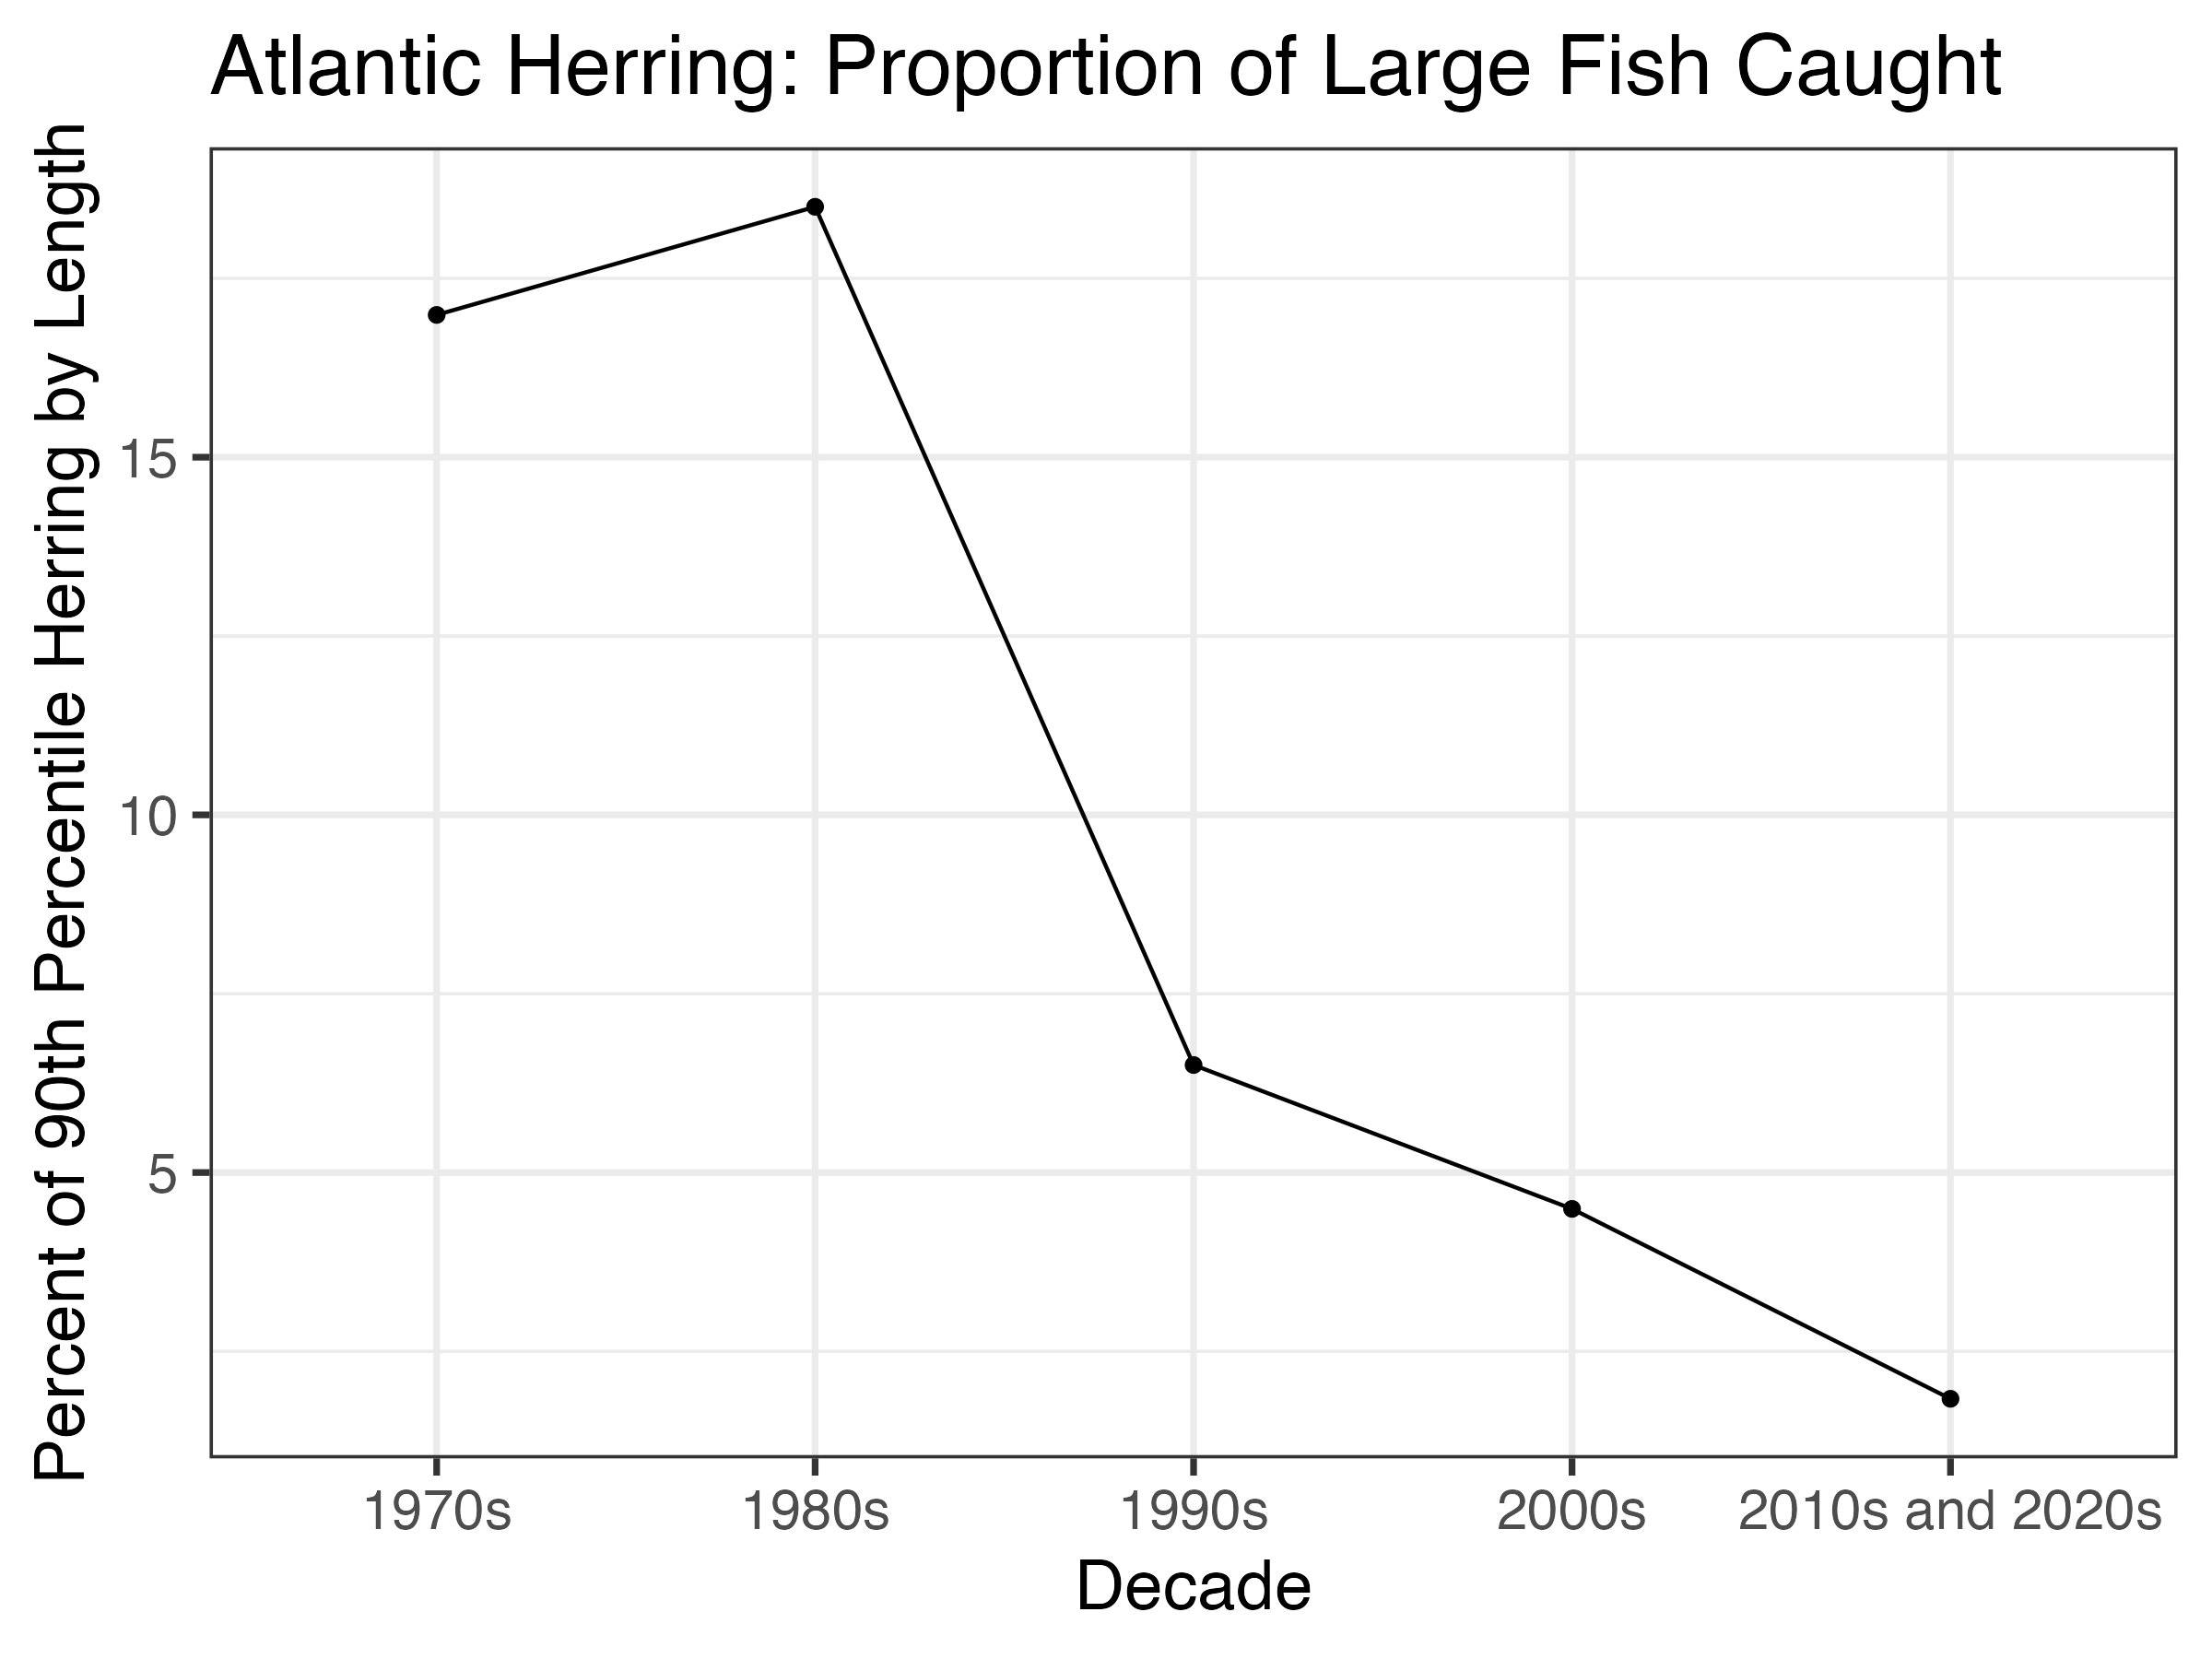 Atlantic Herring: Proportion of Large Fish Caught
Percent of 90th Percentile Herring by Length
15
10
5
1970s
1980s
1990s
2000s
2010s and 2020s
Decade